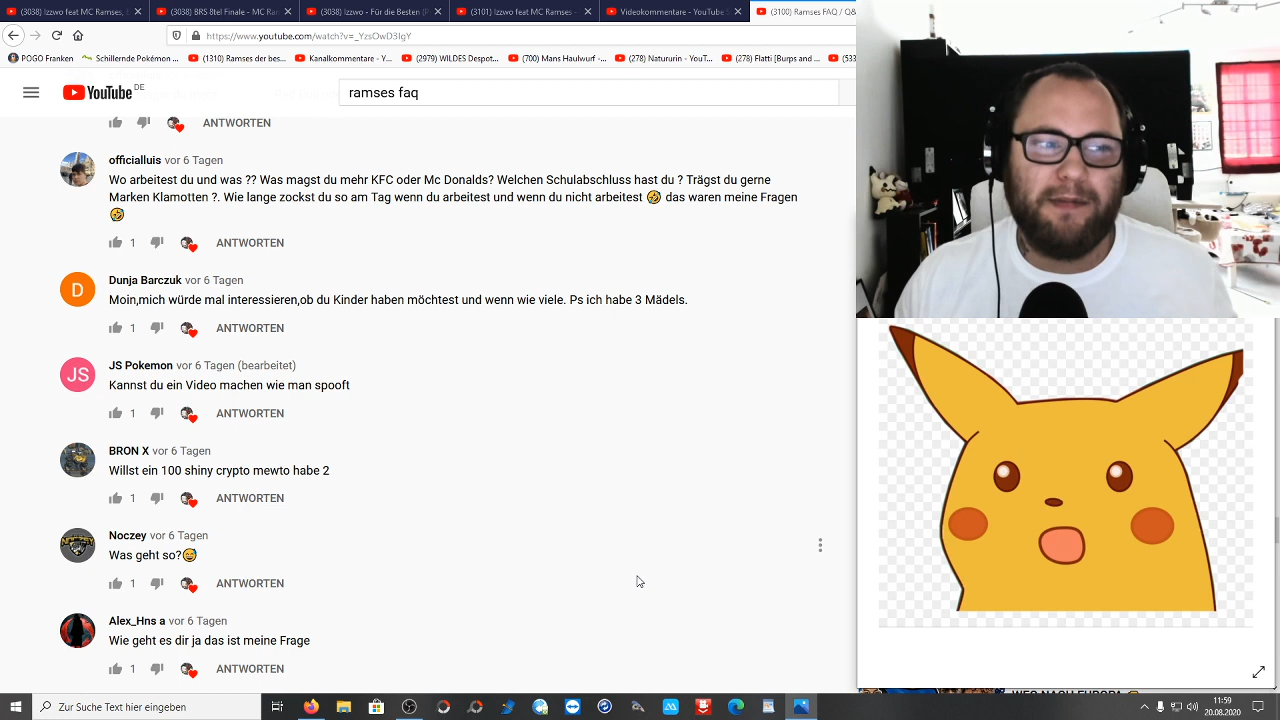 (3038) Izzwo feat MC Ramses,
(3038) BRS 8tel Finale - MC Ra
(3038) Izzwo - Für die Besten [
(3101) Izzwo feat MC Ramses,
Videokommentare - YouTube S
(3100) Ramses FAQ / Q&
https://www.youtube.com/watch?v=_YzsOwD3IgY
POGO Franken
Schillernde Pokémon ...
(1310) Ramses der bes...
Kanalkommentar - Y...
(2979) WILDES Depot...
(700) Mans Haulwurf -...
(278) Naturürin - YouT...
(278) Flatti [Burps and ...
YouTube DE
ramses faq
ANTWORTEN
officialluis vor 6 Tagen
Wo arbeitest du und was ?? Was magst du mehr KFC oder Mc Donalds? Welchen Schulabschluss hast du ? Trägst du gerne
Marken Klamotten ?. Wie lange zockst du so am Tag wenn du arbeitest und wenn du nicht arbeitest 🤣 das waren meine Fragen
🤣
1 ANTWORTEN
D
Dunja Barczuk vor 6 Tagen
Moin,mich würde mal interessieren,ob du Kinder haben möchtest und wenn wie viele. Ps ich habe 3 Mädels.
1 ANTWORTEN
JS
JS Pokemon vor 6 Tagen (bearbeitet)
Kannst du ein Video machen wie man spooft
1 ANTWORTEN
BRON X vor 6 Tagen
Willst ein 100 shiny crypto mewto habe 2
1 ANTWORTEN
Noczey vor 6 Tagen
Was geht so?😅
1 ANTWORTEN
Alex_Hns a vor 6 Tagen
Wie geht es dir ja das ist meine Frage
1 ANTWORTEN
WEG NACH EUROPA
Zur Suche Text hier eingeben
11:59
20.08.2020